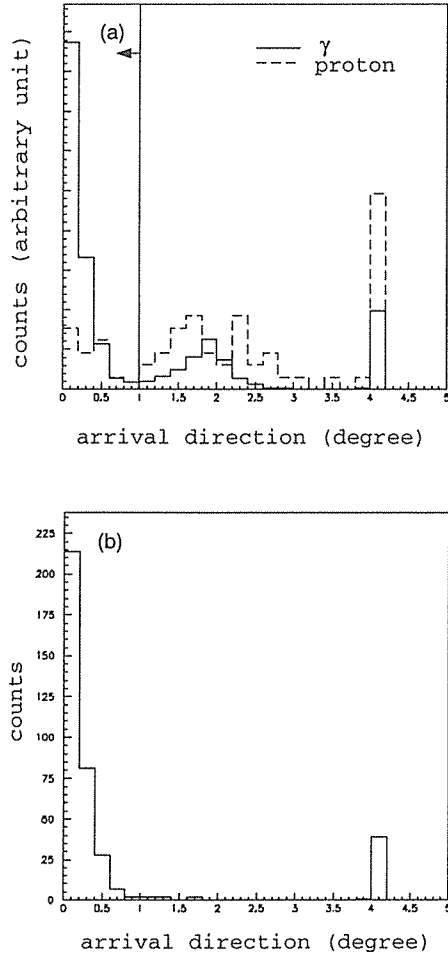 (a)
γ
proton
counts (arbitrary unit)
0 0.5 1 1.5 2 2.5 3 3.5 4 4.5 5
arrival direction (degree)
(b)
225
200
175
150
125
100
75
50
25
0
counts
0 0.5 1 1.5 2 2.5 3 3.5 4 4.5 5
arrival direction (degree)